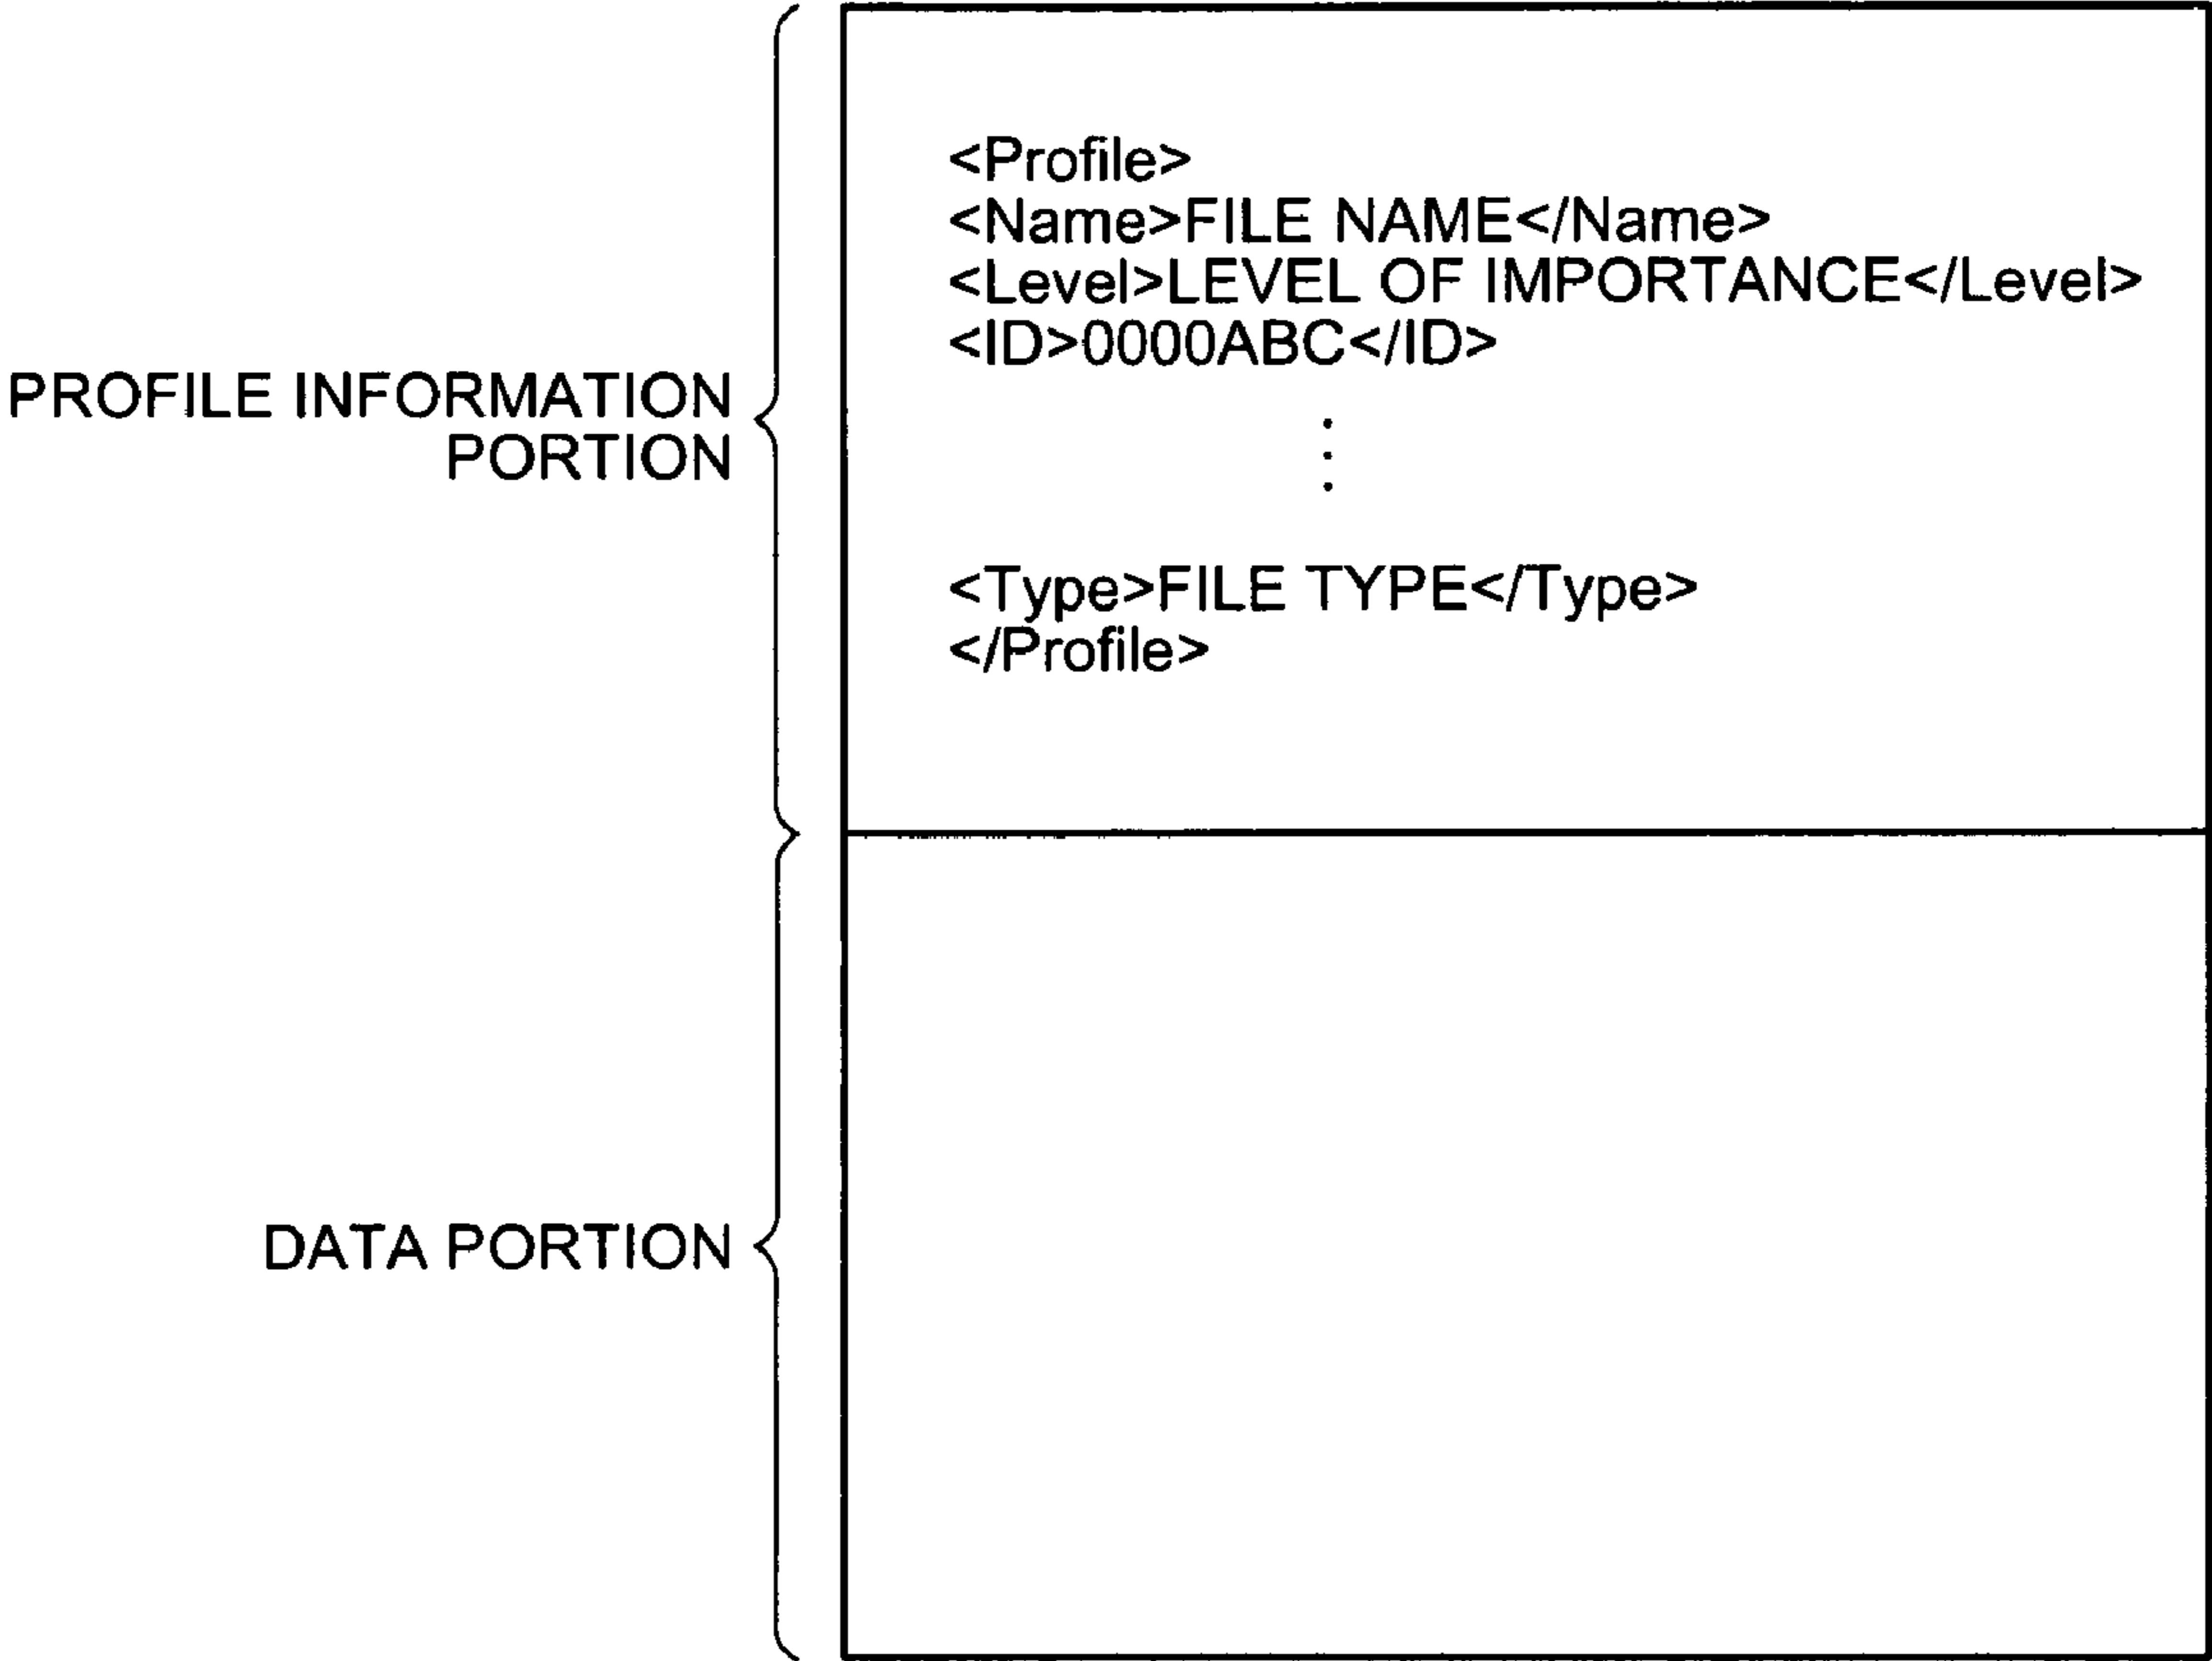 <Profile>
<Name>FILE NAME</Name>
<Level>LEVEL OF IMPORTANCE</Level>
<ID>0000ABC</ID>
PROFILE INFORMATION
PORTION
<Type>FILE TYPE</Type>
</Profile>
DATA PORTION